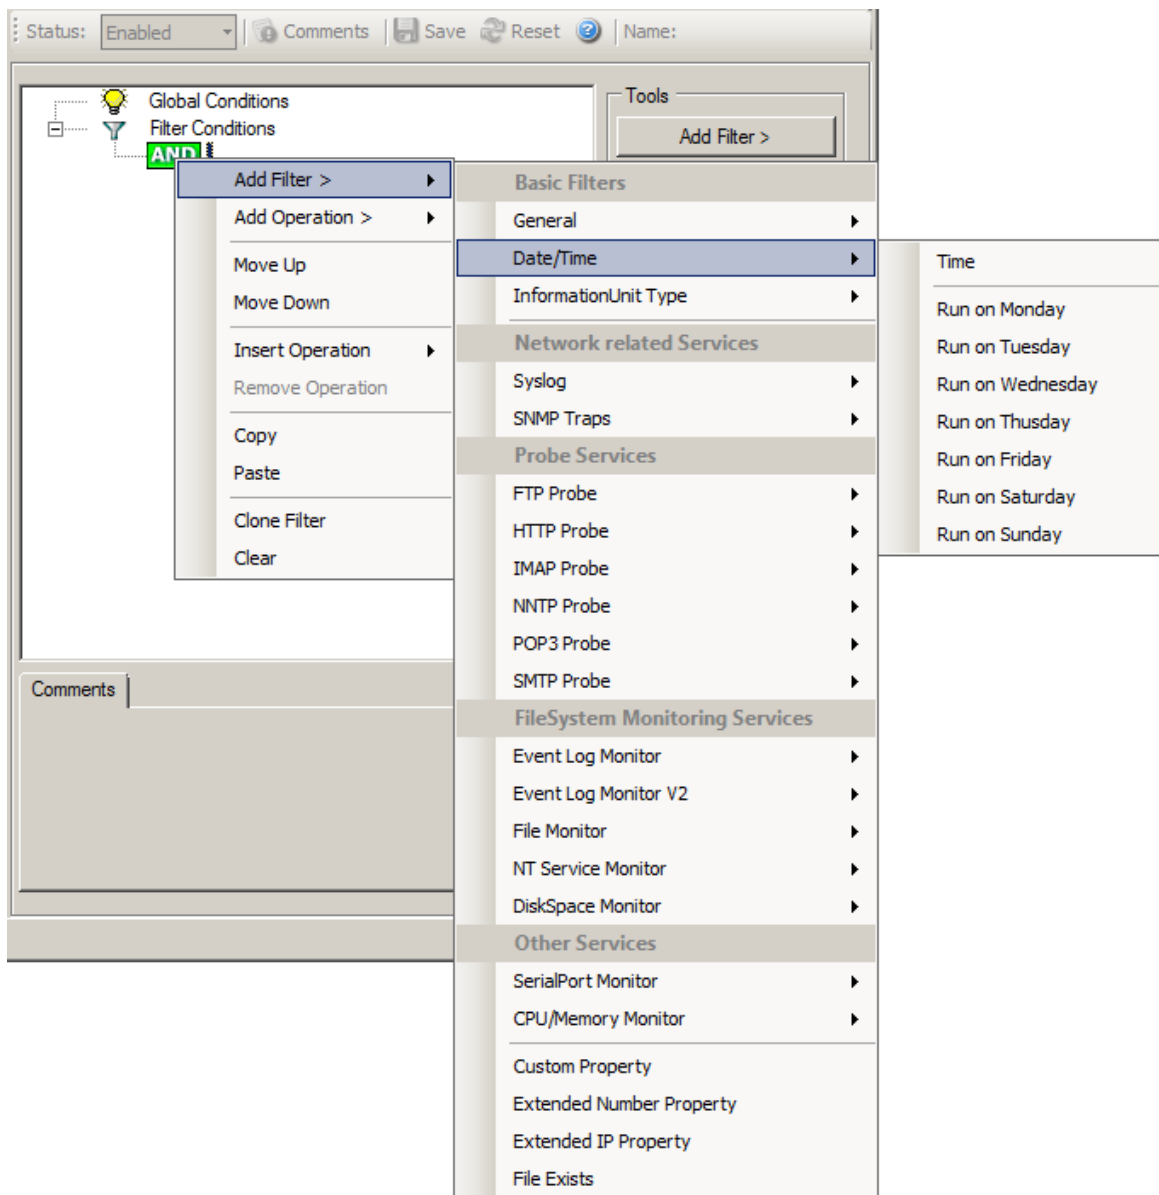 Status: Enabled Comments Save Reset Name:
Global Conditions
Filter Conditions
AND
Tools
Add Filter >
Add Filter >
Add Operation >
Move Up
Move Down
Insert Operation
Remove Operation
Copy
Paste
Clone Filter
Clear
Basic Filters
General
Date/Time
InformationUnit Type
Network related Services
Syslog
SNMP Traps
Probe Services
FTP Probe
HTTP Probe
IMAP Probe
NNTP Probe
POP3 Probe
SMTP Probe
FileSystem Monitoring Services
Event Log Monitor
Event Log Monitor V2
File Monitor
NT Service Monitor
DiskSpace Monitor
Other Services
SerialPort Monitor
CPU/Memory Monitor
Custom Property
Extended Number Property
Extended IP Property
File Exists
Time
Run on Monday
Run on Tuesday
Run on Wednesday
Run on Thusday
Run on Friday
Run on Saturday
Run on Sunday
Comments